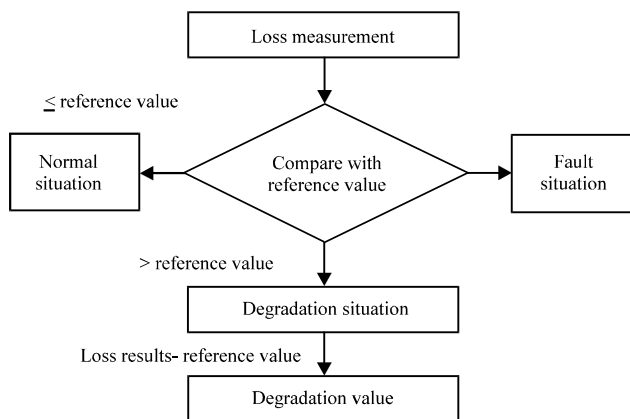 Loss measurement
≤ reference value
Normal
situation
Compare with
reference value
Fault
situation
> reference value
Degradation situation
Loss results- reference value
Degradation value